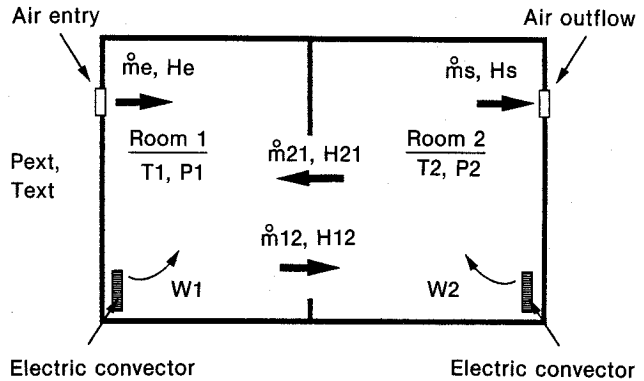 Air entry
Air outflow
m̊e, He
m̊s, Hs
Room 1
T1, P1
m̊21, H21
Room 2
T2, P2
Pext,
Text
m̊12, H12
W1
W2
Electric convector
Electric convector